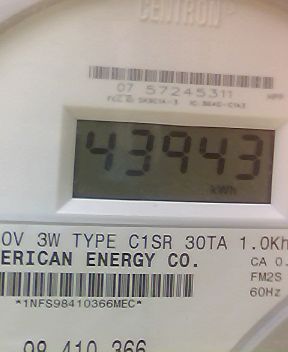 CENTRON
07 57245311
43943
kWh
0V 3W TYPE C1SR 30TA 1.0Kh
ERICAN ENERGY CO.
CA 0.
FM2S
60Hz
*1NFS98410366MEC*
98 410 366